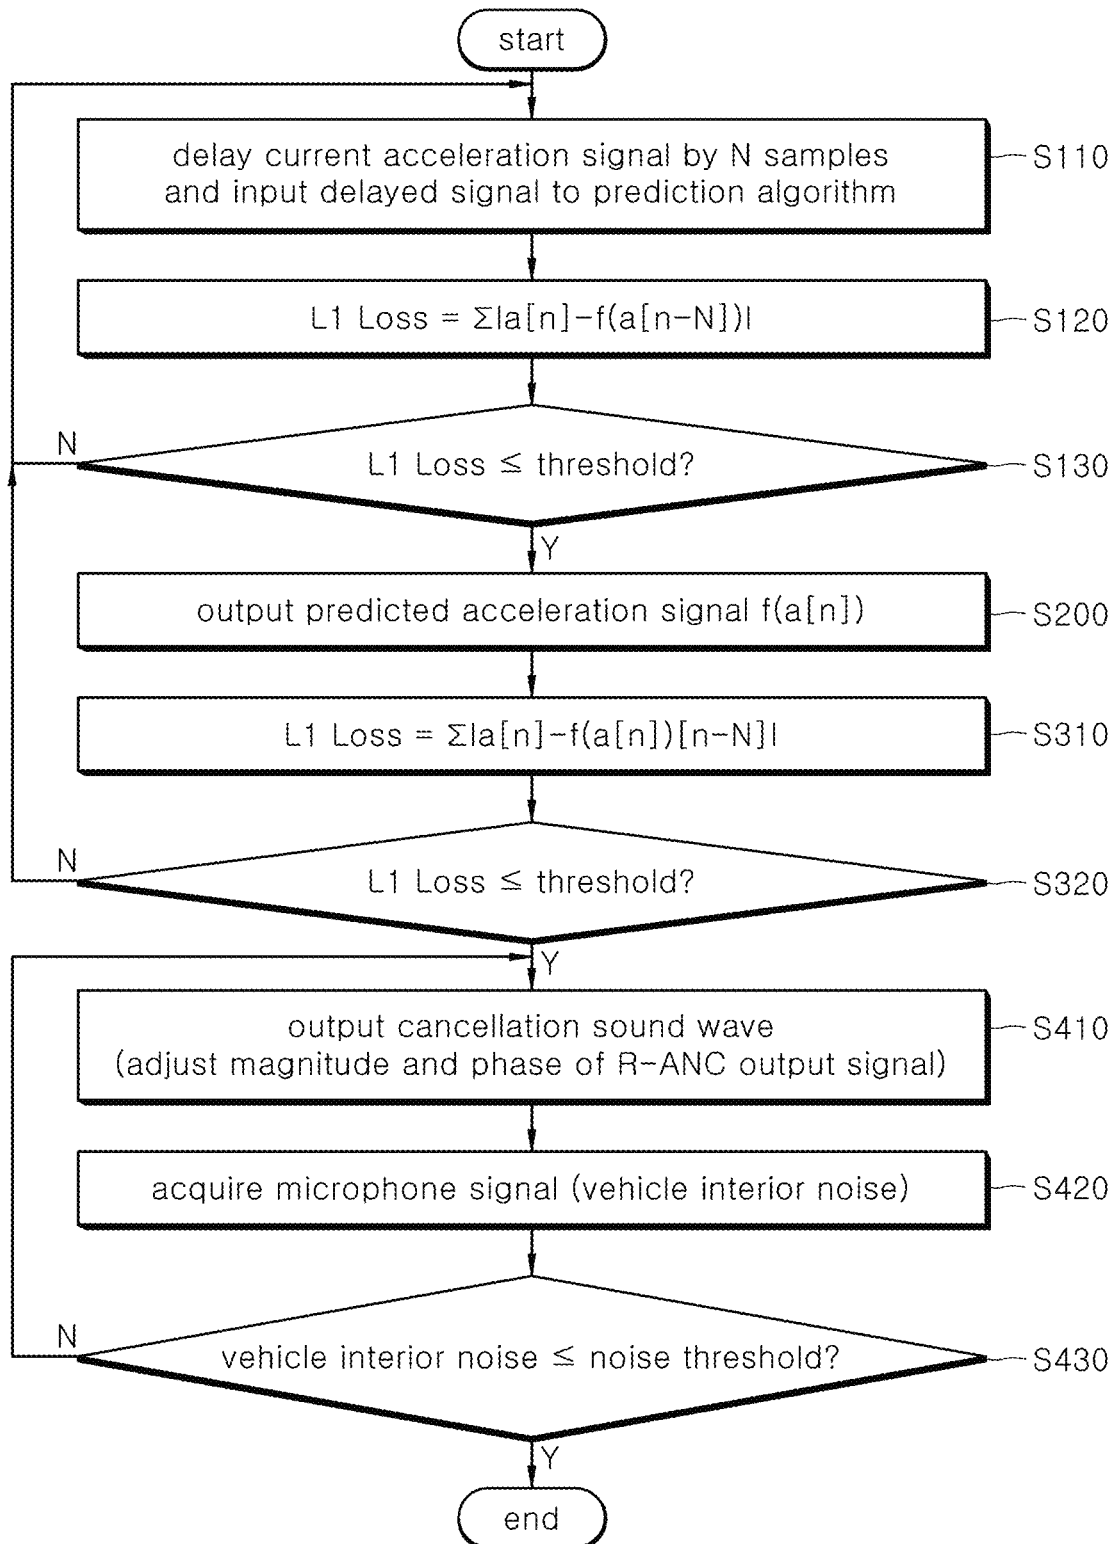 start
delay current acceleration signal by N samples
and input delayed signal to prediction algorithm
S110
L1 Loss = Σ|a[n]-f(a[n-N])|
S120
N
L1 Loss ≤ threshold?
S130
Y
output predicted acceleration signal f(a[n])
S200
L1 Loss = Σ|a[n]-f(a[n])[n-N]|
S310
N
L1 Loss ≤ threshold?
S320
Y
output cancellation sound wave
(adjust magnitude and phase of R-ANC output signal)
S410
acquire microphone signal (vehicle interior noise)
S420
N
vehicle interior noise ≤ noise threshold?
S430
Y
end